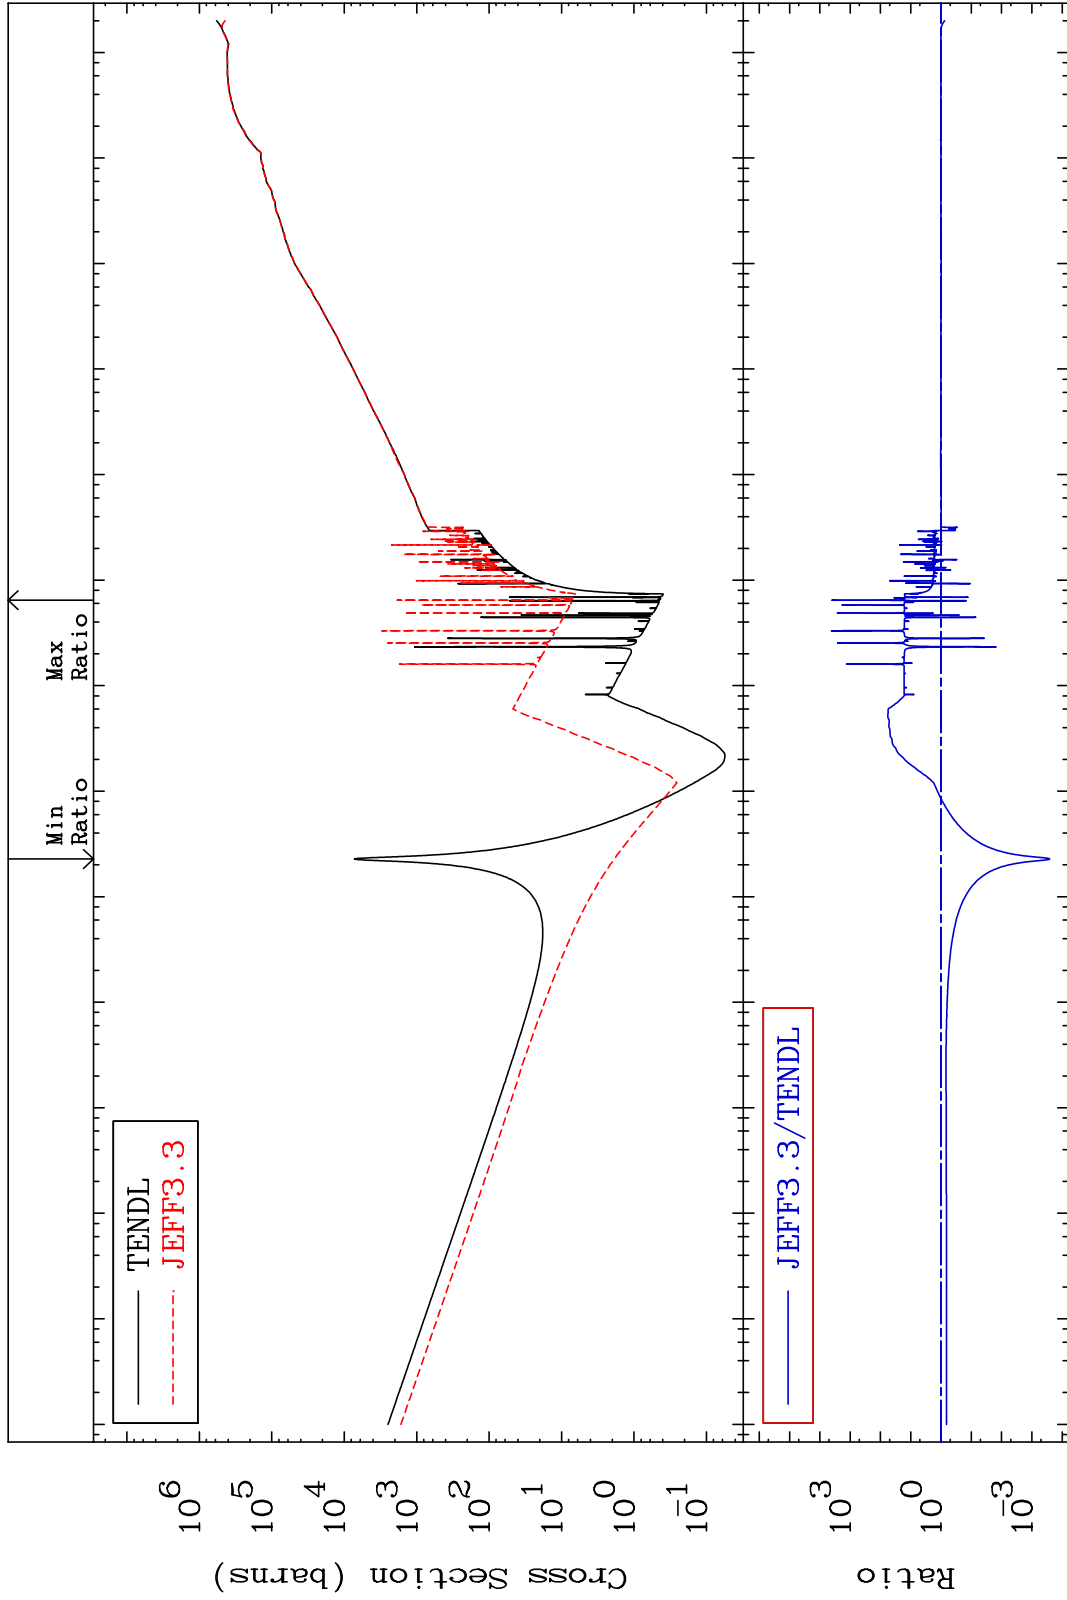 Min
Ratio
Max
Ratio
TENDL
JEFF3.3
10^6
10^5
10^4
10^3
10^2
10^1
10^0
10^-1
Cross Section (barns)
JEFF3.3/TENDL
10^3
10^0
10^-3
Ratio